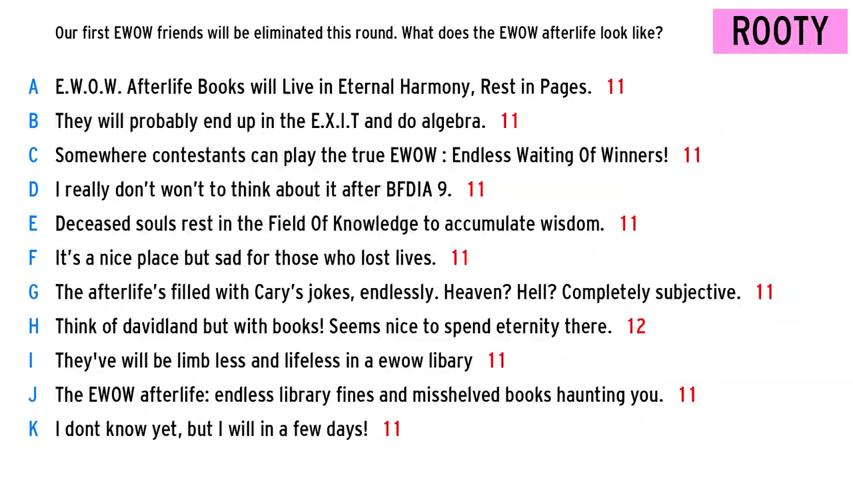 Our first EWOW friends will be eliminated this round. What does the EWOW afterlife look like?
ROOTY
A E.W.O.W. Afterlife Books will Live in Eternal Harmony, Rest in Pages. 11
B They will probably end up in the E.X.I.T and do algebra. 11
C Somewhere contestants can play the true EWOW : Endless Waiting Of Winners! 11
D I really don't won't to think about it after BFDIA 9. 11
E Deceased souls rest in the Field Of Knowledge to accumulate wisdom. 11
F It's a nice place but sad for those who lost lives. 11
G The afterlife's filled with Cary's jokes, endlessly. Heaven? Hell? Completely subjective. 11
H Think of davidland but with books! Seems nice to spend eternity there. 12
I They've will be limb less and lifeless in a ewow libary 11
J The EWOW afterlife: endless library fines and misshelved books haunting you. 11
K I dont know yet, but I will in a few days! 11